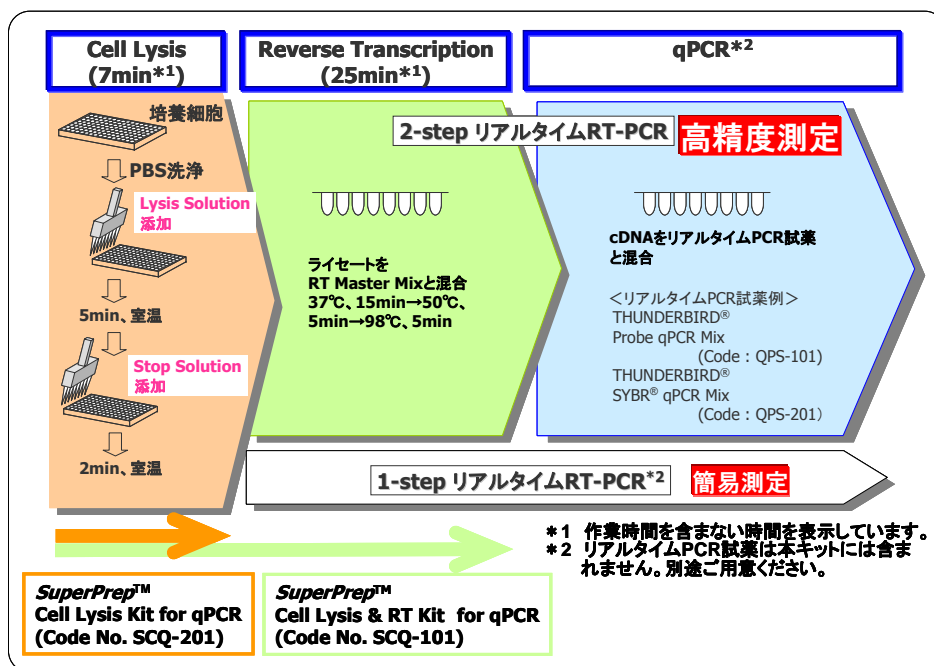 Cell Lysis
(7min*1)
Reverse Transcription
(25min*1)
qPCR*2
培養細胞
PBS洗浄
Lysis Solution
添加
5min、室温
Stop Solution
添加
2min、室温
2-step リアルタイムRT-PCR
高精度測定
ライセートを
RT Master Mixと混合
37℃、15min→50℃、
5min→98℃、5min
cDNAをリアルタイムPCR試薬
と混合
＜リアルタイムPCR試薬例＞
THUNDERBIRD®
Probe qPCR Mix
(Code : QPS-101)
THUNDERBIRD®
SYBR® qPCR Mix
(Code : QPS-201)
1-step リアルタイムRT-PCR*2
簡易測定
*1 作業時間を含まない時間を表示しています。
*2 リアルタイムPCR試薬は本キットには含ま
れません。別途ご用意ください。
SuperPrep™
Cell Lysis Kit for qPCR
(Code No. SCQ-201)
SuperPrep™
Cell Lysis & RT Kit for qPCR
(Code No. SCQ-101)